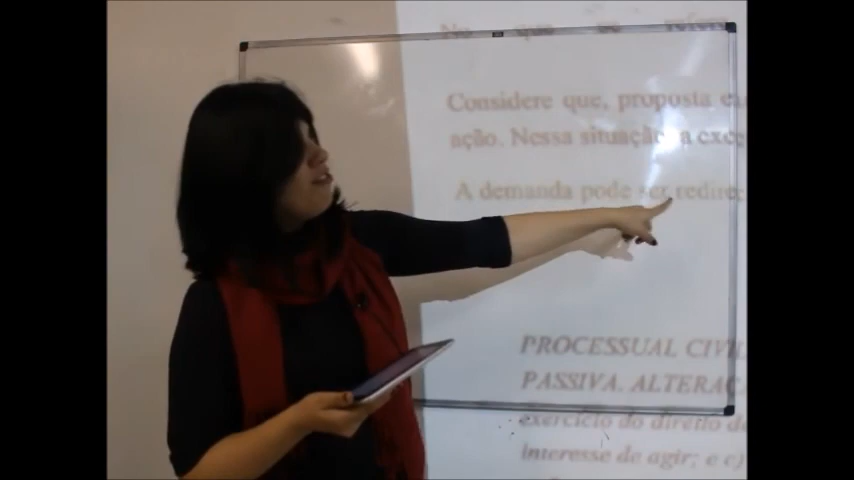 Considere que, proposta
ação. Nessa situação a exce
A demanda pode ser redire
PROCESSUAL CIVIL
PASSIVA. ALTERAÇ
exercício do direito d
interesse de agir; e c)